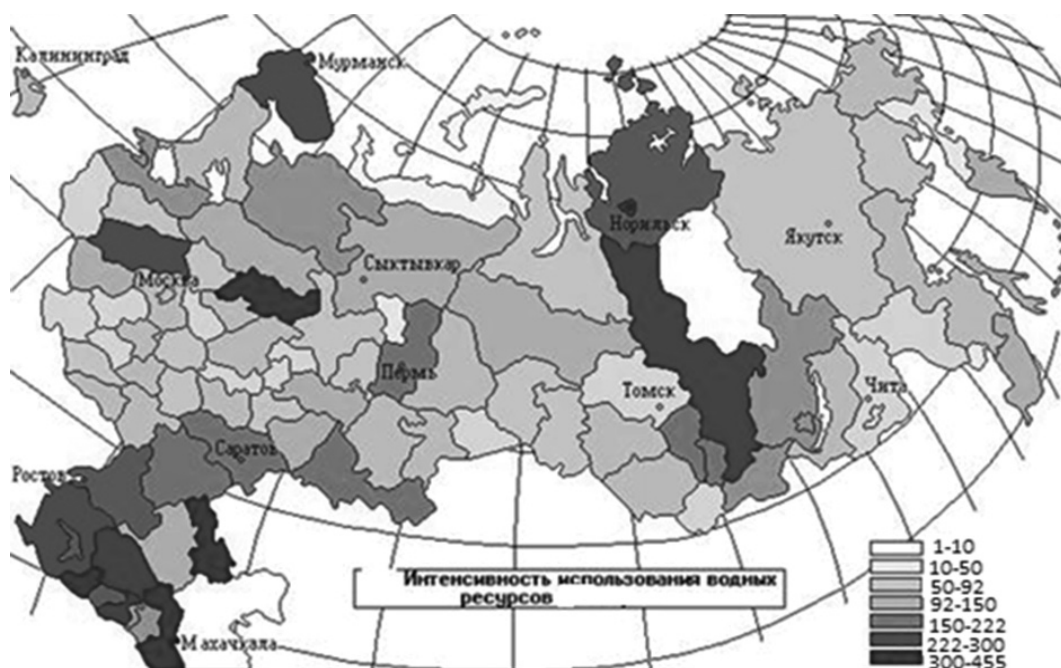 Калининград
Мурманск
Норильск
Якутск
Сыктывкар
Москва
Пермь
Томск
Чита
Саратов
Ростов
Махачкала
Интенсивность использования водных
ресурсов
1-10
10-50
50-92
92-150
150-222
222-300
300-455